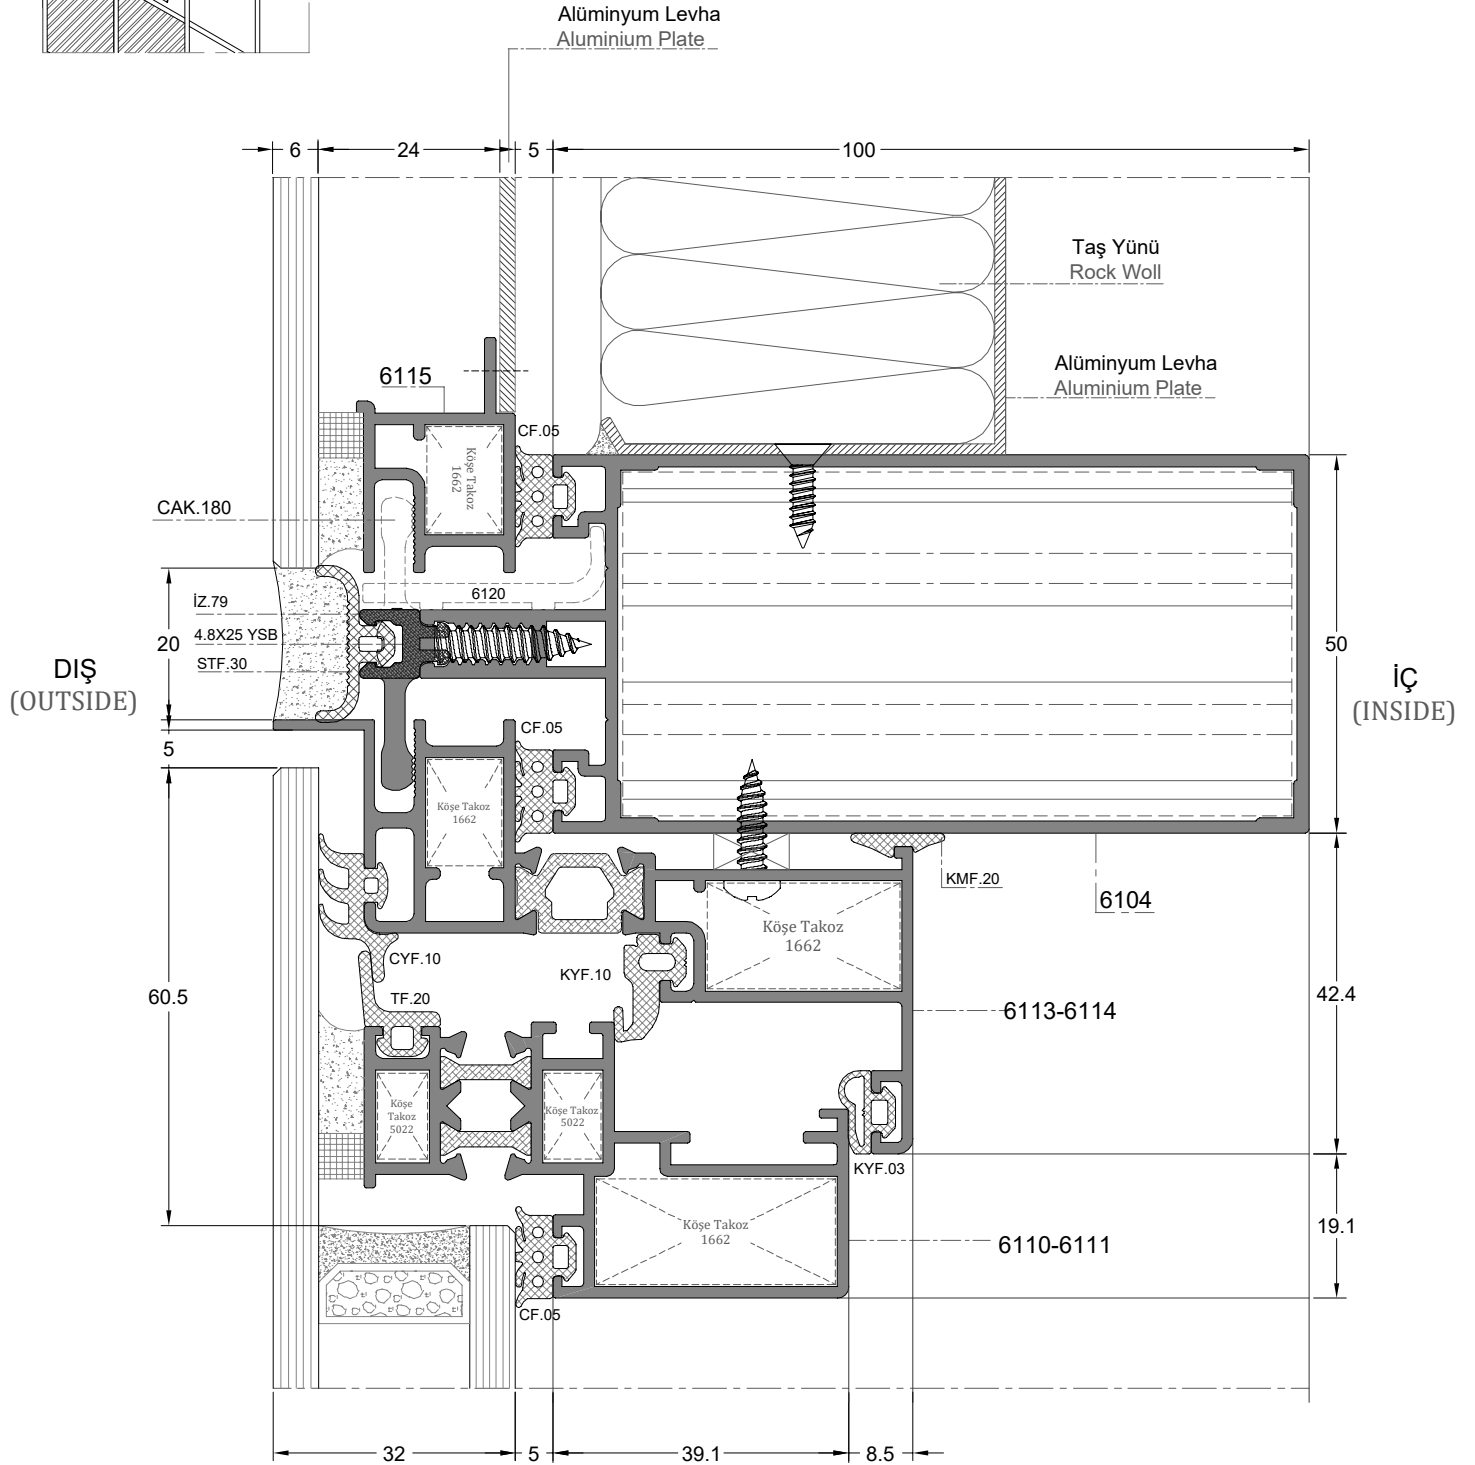 Alüminyum Levha
Aluminium Plate
6
24
5
100
Taş Yünü
Rock Woll
Alüminyum Levha
Aluminium Plate
6115
CF.05
Köşe Takoz
1662
CAK.180
6120
İZ.79
4.8X25 YSB
STF.30
20
50
DIŞ
(OUTSIDE)
İÇ
(INSIDE)
CF.05
5
Köşe Takoz
1662
KMF.20
6104
Köşe Takoz
1662
CYF.10
KYF.10
TF.20
60.5
42.4
6113-6114
Köşe
Takoz
5022
Köşe Takoz
5022
KYF.03
Köşe Takoz
1662
19.1
6110-6111
CF.05
32
5
39.1
8.5